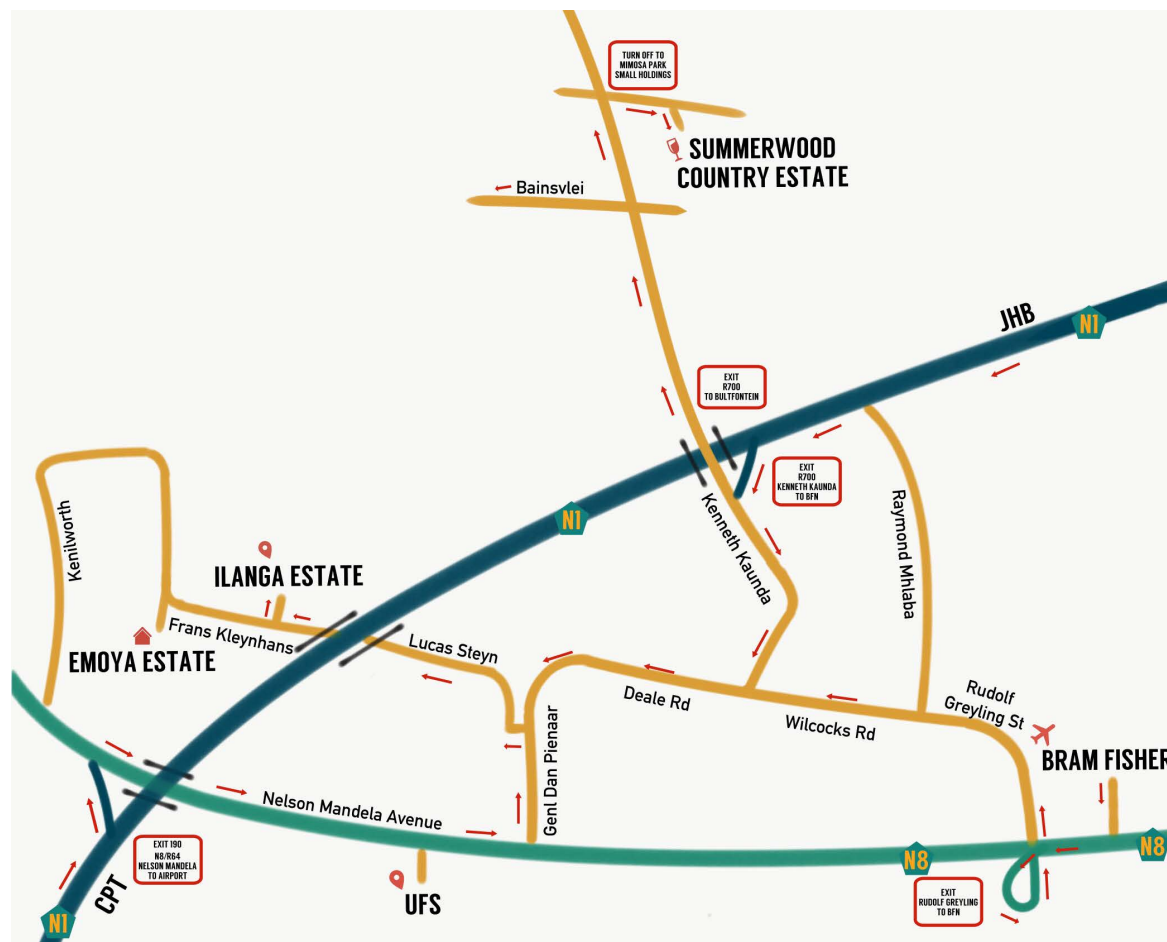 TURN OFF TO
MIMOSA PARK
SMALL HOLDINGS
SUMMERWOOD
COUNTRY ESTATE
Bainsvlei
JHB
N1
EXIT
R700
TO BULTFONTEIN
EXIT
R700
KENNETH KAUNDA
TO BFN
Kenneth Kaunda
Raymond Mhlaba
N1
Kenilworth
ILANGA ESTATE
Frans Kleynhans
EMOYA ESTATE
Lucas Steyn
Deale Rd
Wilcocks Rd
Rudolf
Greyling St
BRAM FISHER
Genl Dan Pienaar
Nelson Mandela Avenue
EXIT 190
N8/R64
NELSON MANDELA
TO AIRPORT
CPT
N1
UFS
N8
N8
EXIT
RUDOLF GREYLING
TO BFN